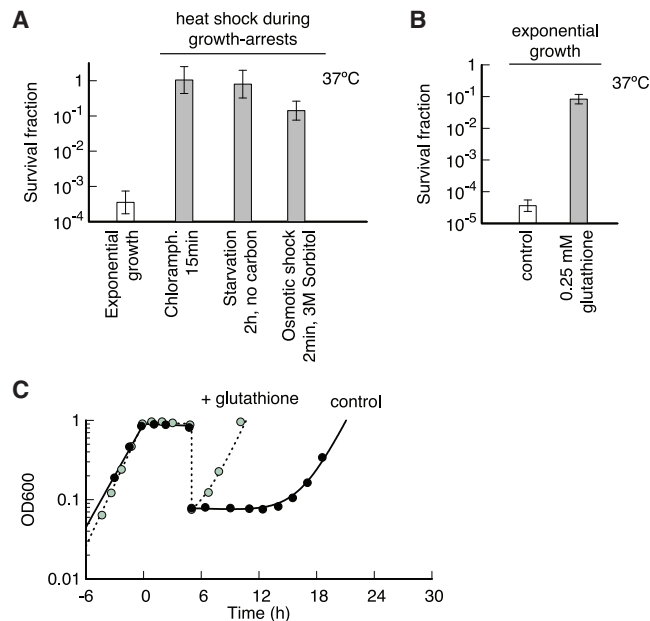 A
heat shock during
growth-arrests
37ºC
Survival fraction
1
10⁻¹
10⁻²
10⁻³
10⁻⁴
Exponential
growth
Chloramph.
15min
Starvation
2h, no carbon
Osmotic shock
2min, 3M Sorbitol
B
exponential
growth
37ºC
Survival fraction
1
10⁻¹
10⁻²
10⁻³
10⁻⁴
10⁻⁵
control
0.25 mM
glutathione
C
+ glutathione
control
OD600
1
0.1
0.01
-6 0 6 12 18 24 30
Time (h)